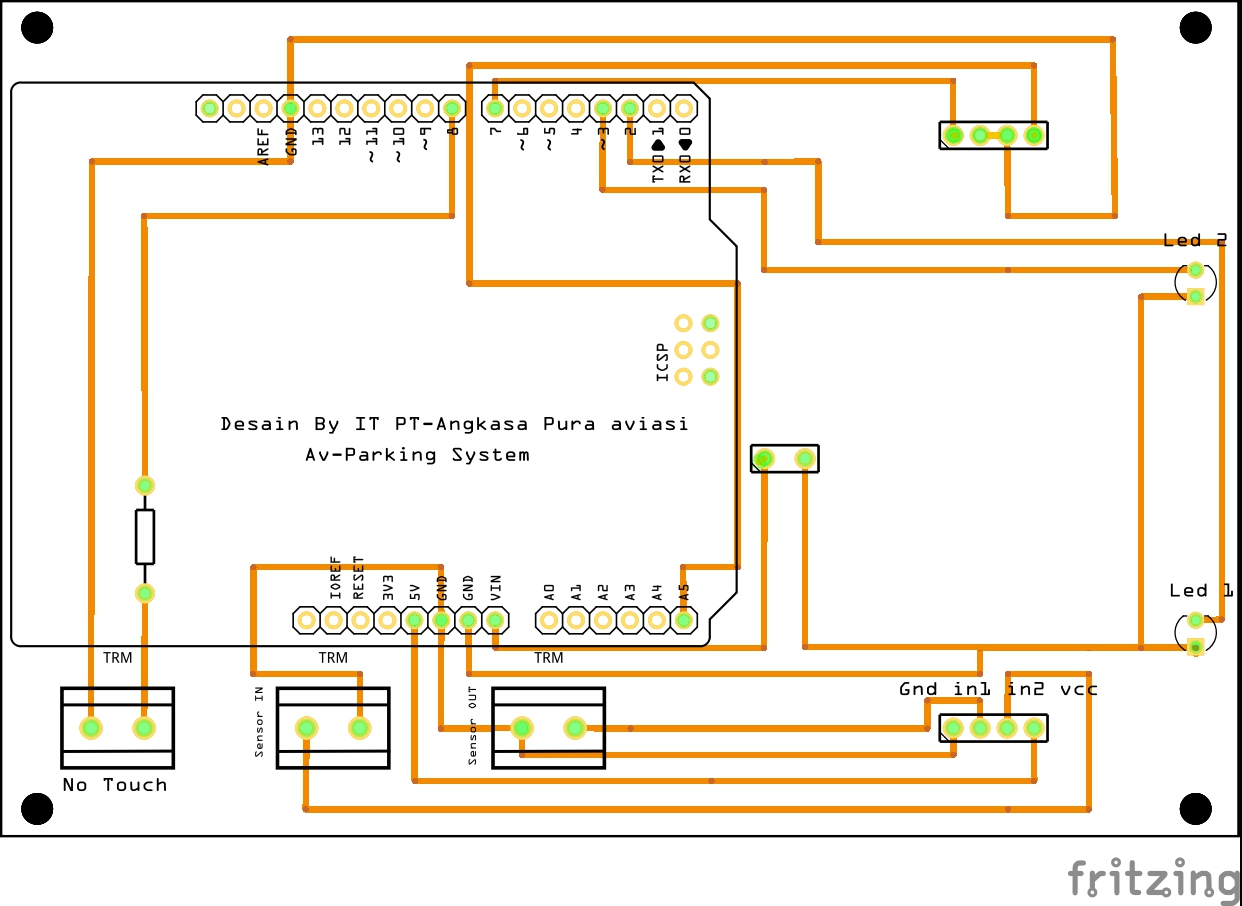 AREF
GND
13
12
~11
~10
~9
8
7
~6
~5
4
~3
2
TX0▶1
RX0◀0
Led 2
ICSP
Desain By IT PT-Angkasa Pura aviasi
Av-Parking System
IOREF
RESET
3V3
5V
GND
GND
VIN
A0
A1
A2
A3
A4
A5
Led 1
TRM
TRM
TRM
Sensor IN
Sensor OUT
Gnd in1 in2 vcc
No Touch
fritzing